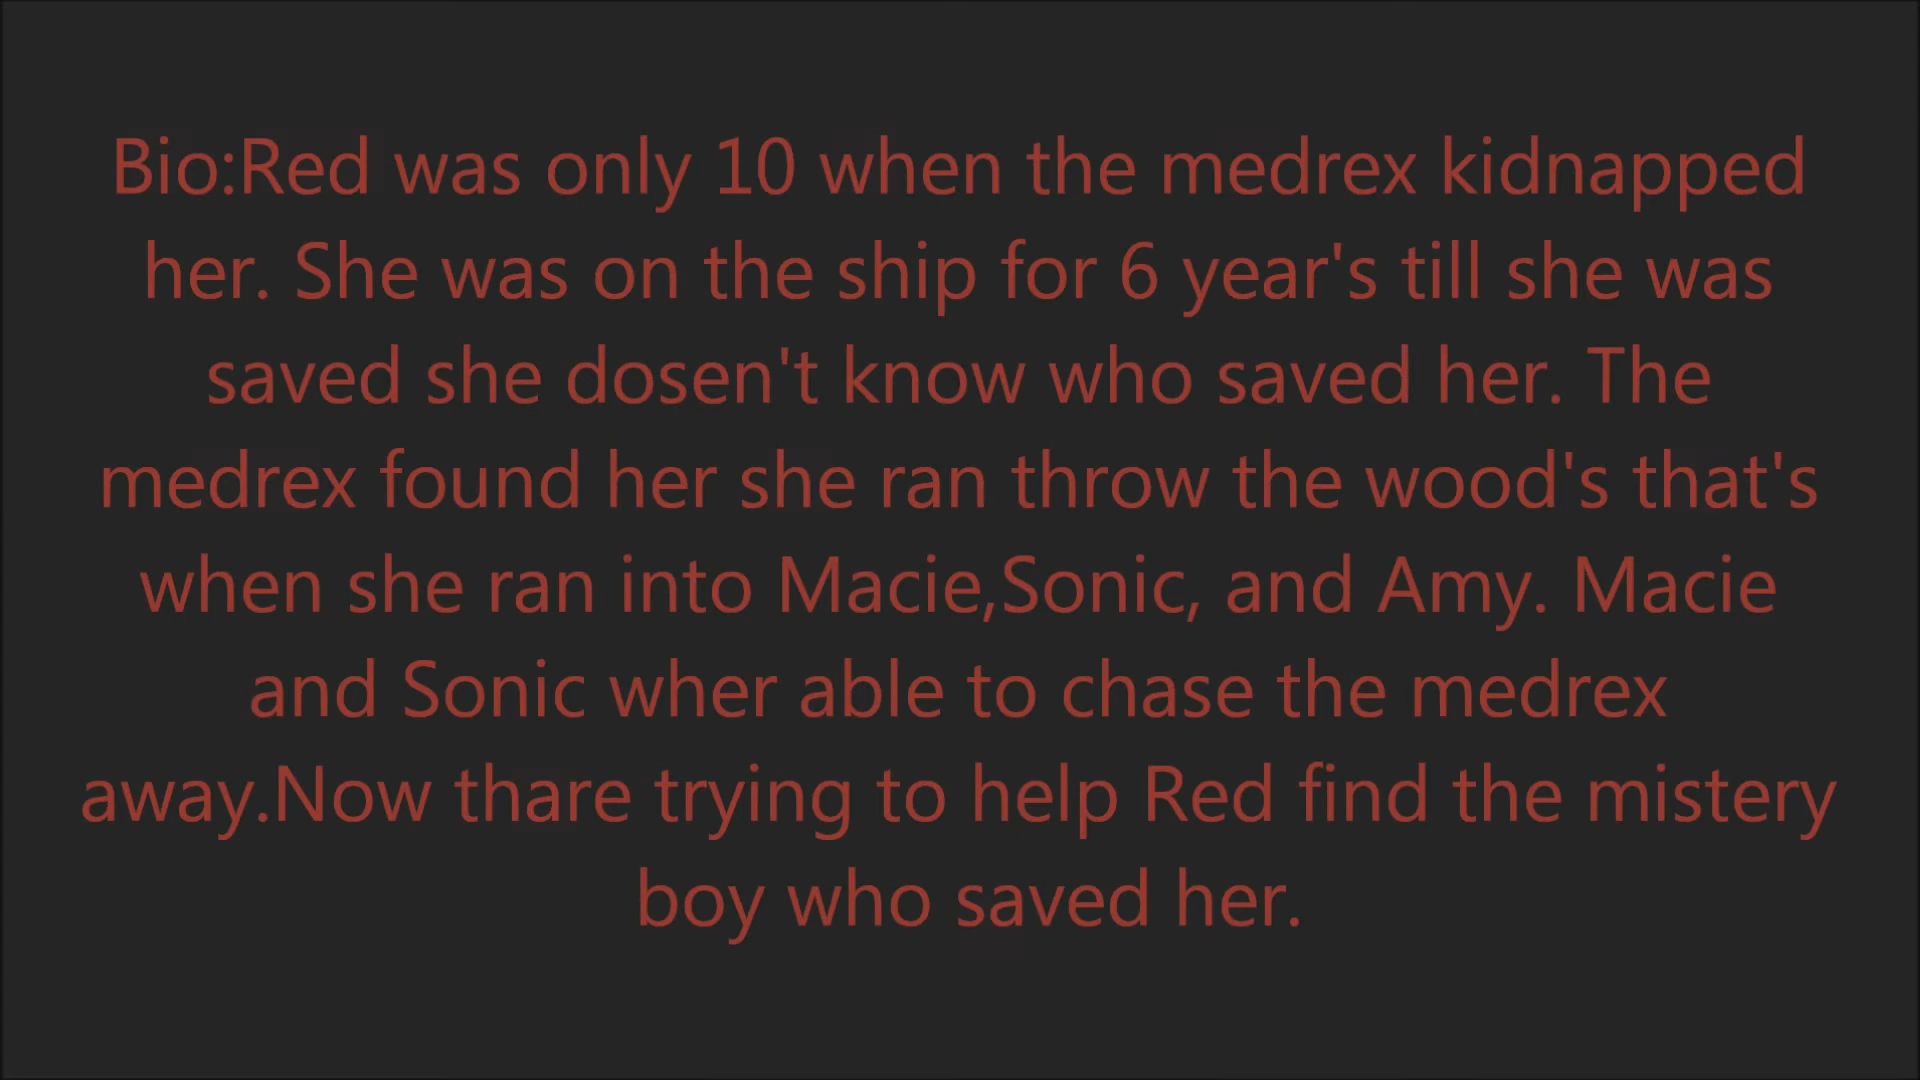 Bio:Red was only 10 when the medrex kidnapped
her. She was on the ship for 6 year's till she was
saved she dosen't know who saved her. The
medrex found her she ran throw the wood's that's
when she ran into Macie,Sonic, and Amy. Macie
and Sonic wher able to chase the medrex
away.Now thare trying to help Red find the mistery
boy who saved her.